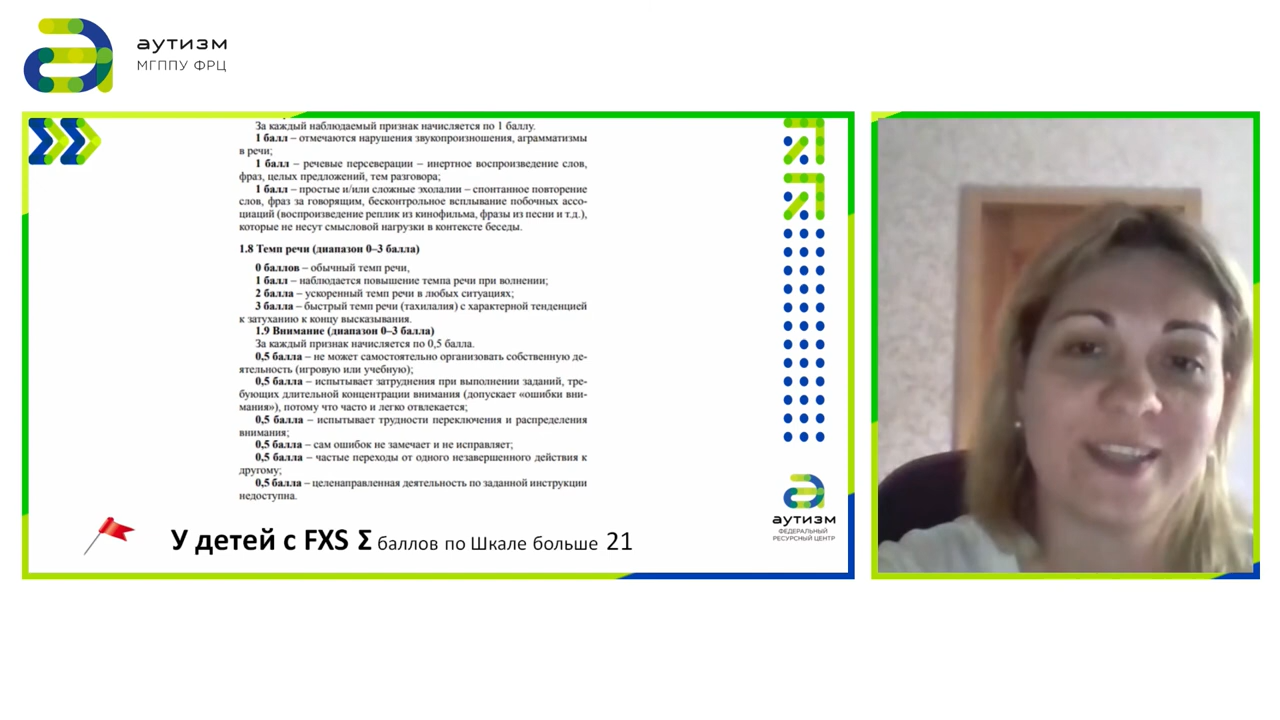 аутизм
МГППУ ФРЦ
За каждый наблюдаемый признак начисляется по 1 баллу.
1 балл – отмечаются нарушения звукопроизношения, аграмматизмы
в речи;
1 балл – речевые персеверации – инертное воспроизведение слов,
фраз, целых предложений, тем разговора;
1 балл – простые и/или сложные эхолалии – спонтанное повторение
слов, фраз за говорящим, бесконтрольное всплывание побочных ассо-
циаций (воспроизведение реплик из кинофильма, фразы из песни и т.д.),
которые не несут смысловой нагрузки в контексте беседы.
1.8 Темп речи (диапазон 0–3 балла)
0 баллов – обычный темп речи,
1 балл – наблюдается повышение темпа речи при волнении;
2 балла – ускоренный темп речи в любых ситуациях;
3 балла – быстрый темп речи (тахилалия) с характерной тенденцией
к затуханию к концу высказывания.
1.9 Внимание (диапазон 0–3 балла)
За каждый признак начисляется по 0,5 балла.
0,5 балла – не может самостоятельно организовать собственную де-
ятельность (игровую или учебную);
0,5 балла – испытывает затруднения при выполнении заданий, тре-
бующих длительной концентрации внимания (допускает «ошибки вни-
мания»), потому что часто и легко отвлекается;
0,5 балла – испытывает трудности переключения и распределения
внимания;
0,5 балла – сам ошибок не замечает и не исправляет;
0,5 балла – частые переходы от одного незавершенного действия к
другому;
0,5 балла – целенаправленная деятельность по заданной инструкции
недоступна.
У детей с FXS Σ баллов по Шкале больше 21
аутизм
ФЕДЕРАЛЬНЫЙ
РЕСУРСНЫЙ ЦЕНТР